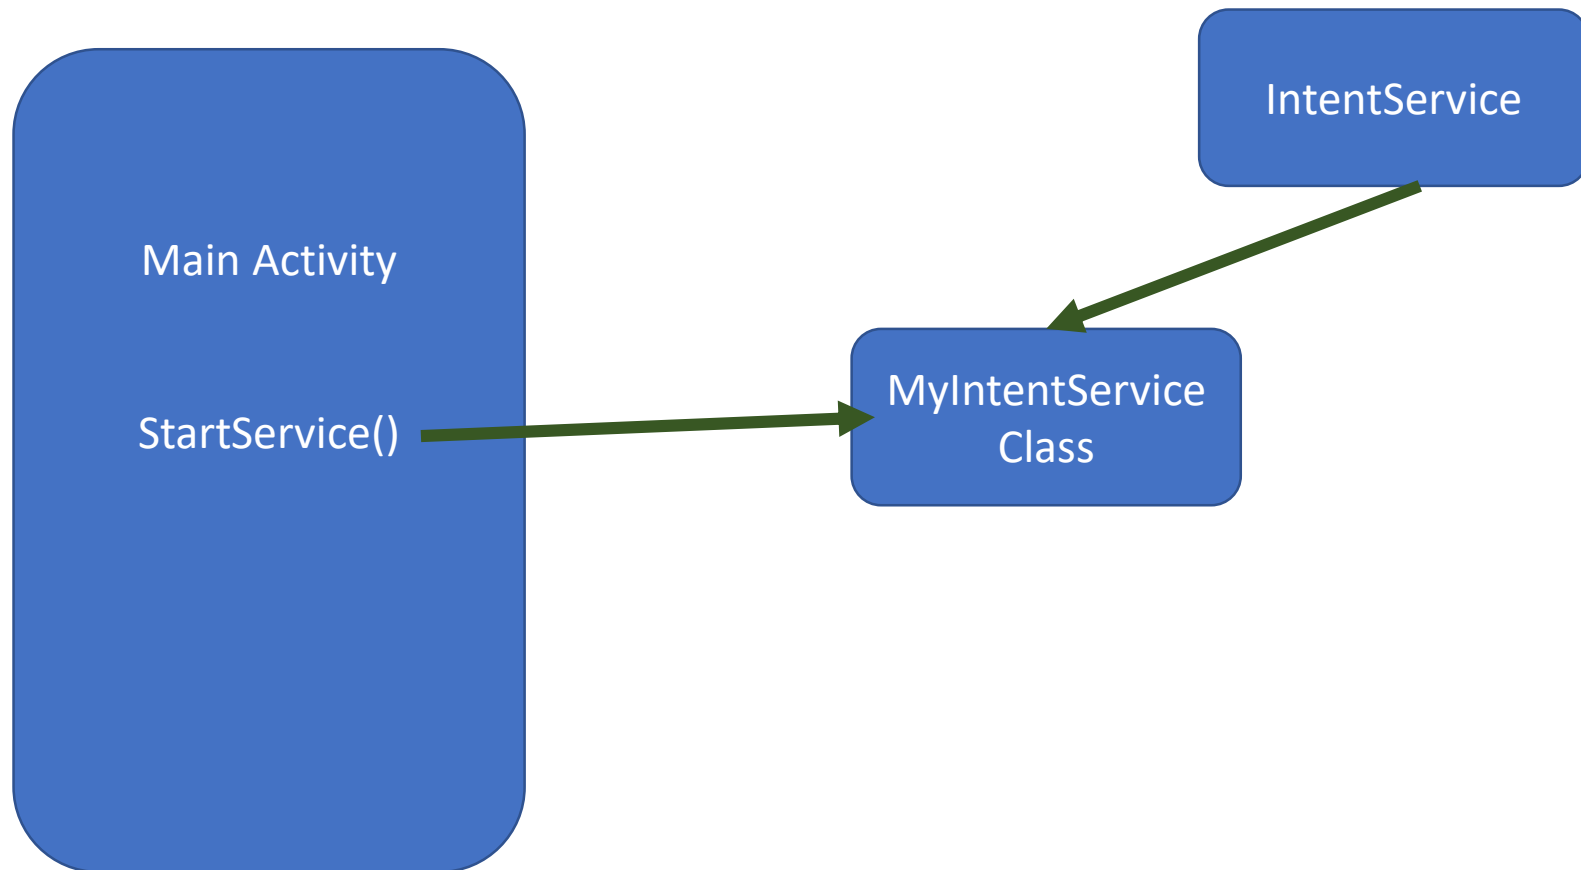 IntentService
Main Activity
StartService()
MyIntentService
Class